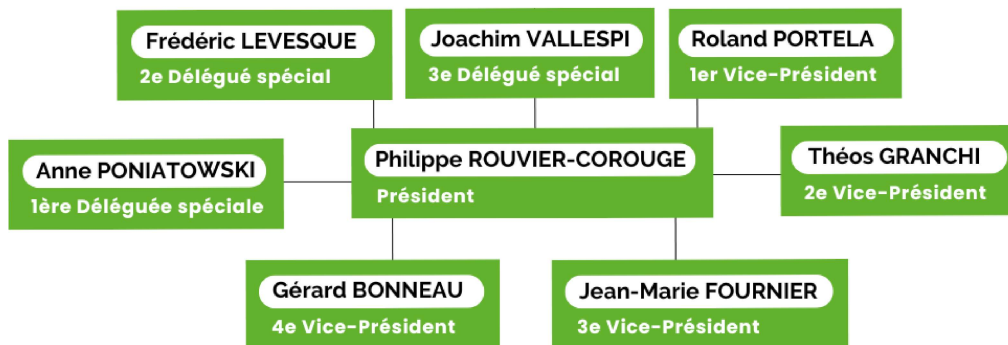 Frédéric LEVESQUE
2e Délégué spécial
Joachim VALLESPI
3e Délégué spécial
Roland PORTELA
1er Vice-Président
Anne PONIATOWSKI
1ère Déléguée spéciale
Philippe ROUVIER-COROUGE
Président
Théos GRANCHI
2e Vice-Président
Gérard BONNEAU
4e Vice-Président
Jean-Marie FOURNIER
3e Vice-Président